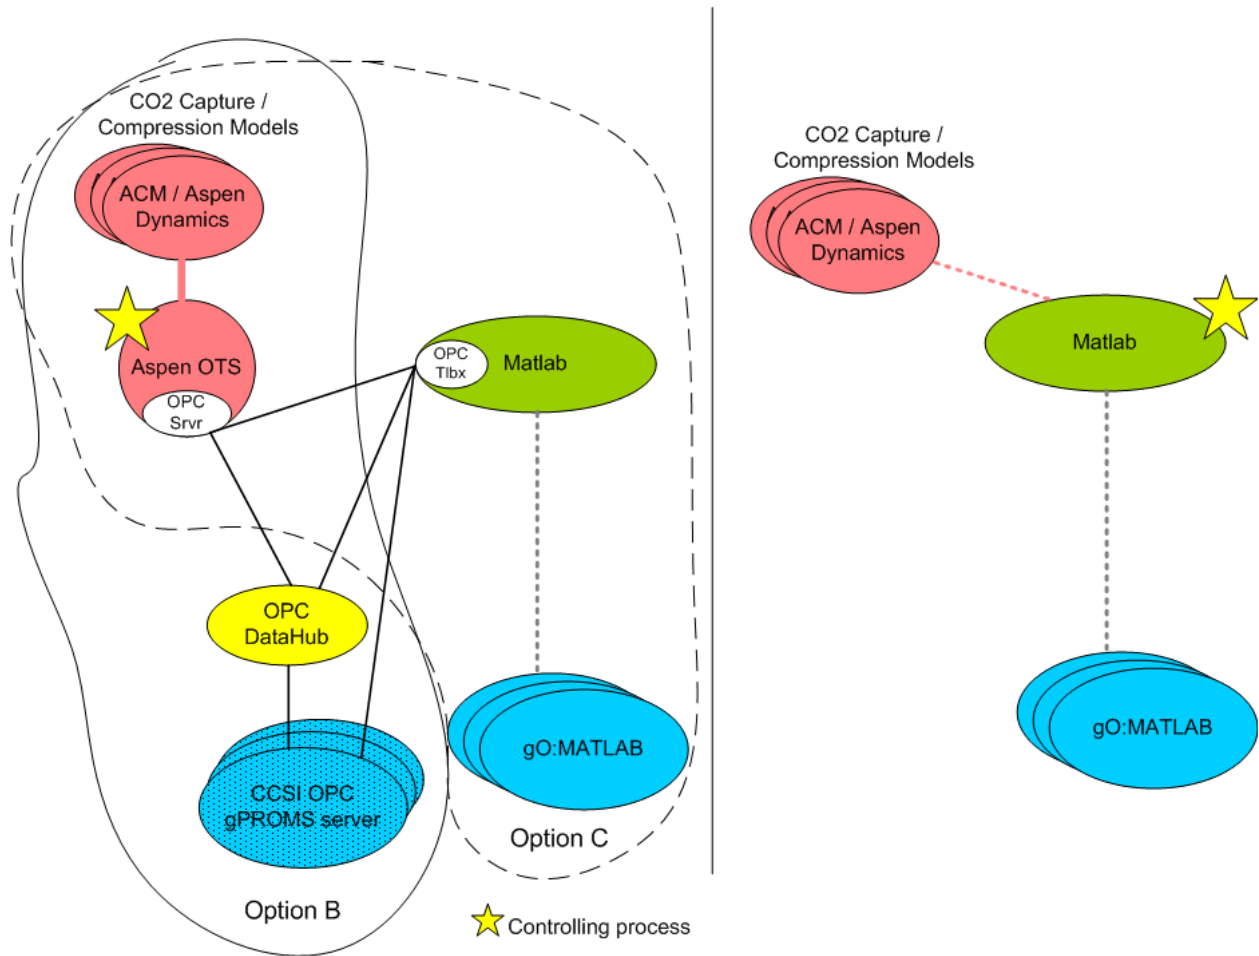 CO2 Capture /
Compression Models
ACM / Aspen
Dynamics
Aspen OTS
OPC
Srvr
OPC
Tlbx
Matlab
OPC
DataHub
CCSI OPC
gPROMS server
gO:MATLAB
Option C
Option B
Controlling process
CO2 Capture /
Compression Models
ACM / Aspen
Dynamics
Matlab
gO:MATLAB